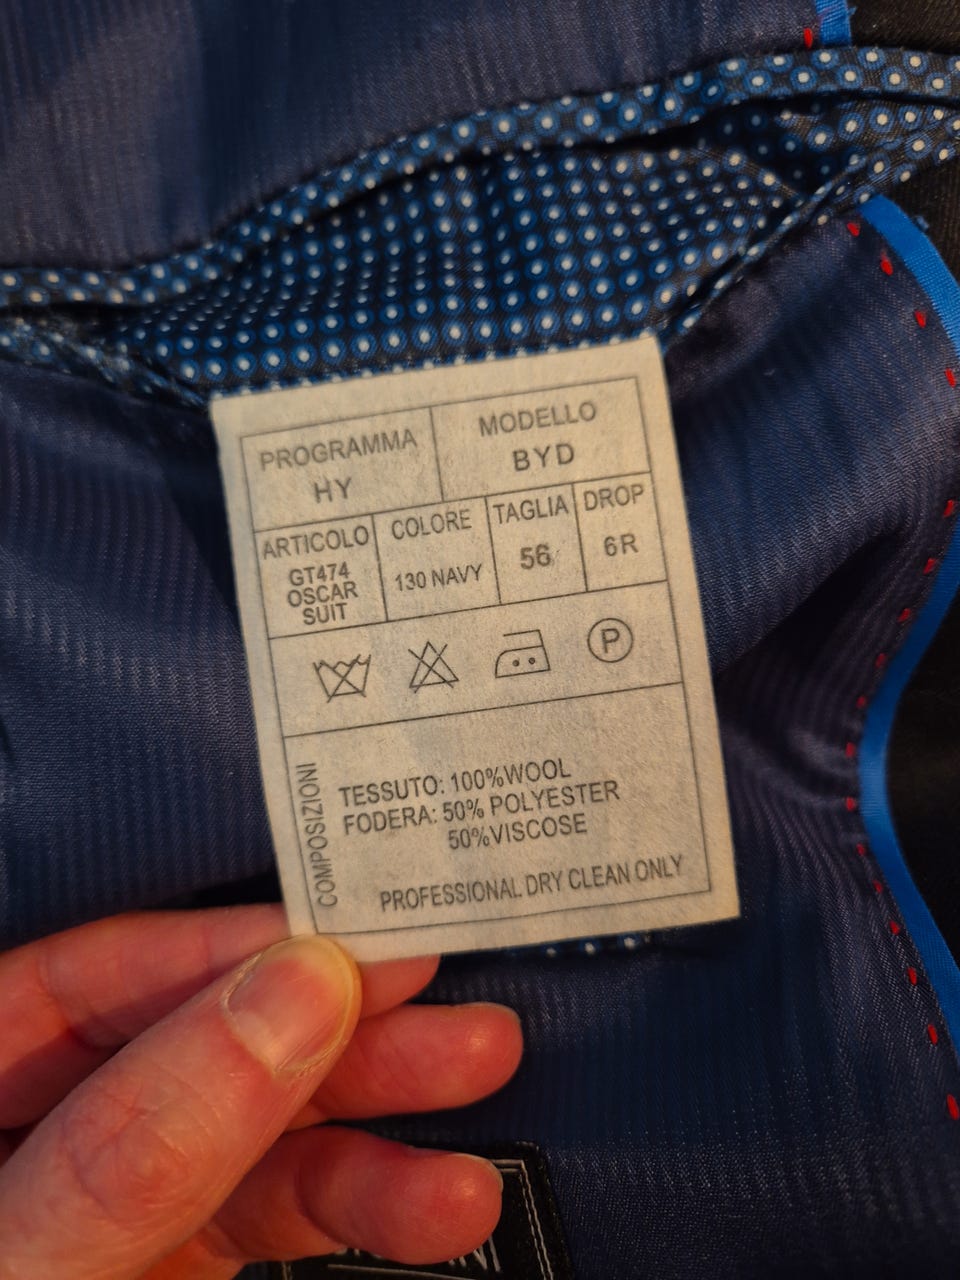 PROGRAMMA
HY
MODELLO
BYD
ARTICOLO
GT474
OSCAR
SUIT
COLORE
130 NAVY
TAGLIA
56
DROP
6R
P
COMPOSIZIONI
TESSUTO: 100%WOOL
FODERA: 50% POLYESTER
50%VISCOSE
PROFESSIONAL DRY CLEAN ONLY